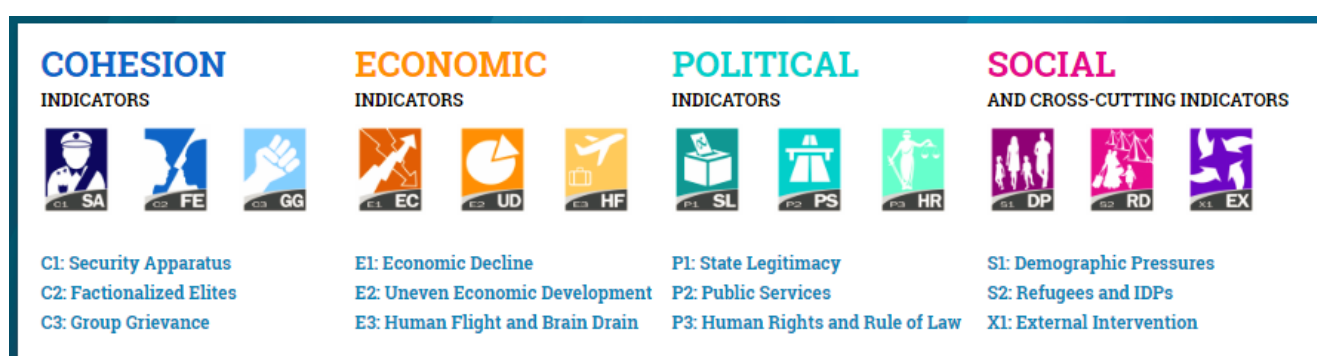 COHESION
INDICATORS
C1 SA
C2 FE
C3 GG
C1: Security Apparatus
C2: Factionalized Elites
C3: Group Grievance
ECONOMIC
INDICATORS
E1 EC
E2 UD
E3 HF
E1: Economic Decline
E2: Uneven Economic Development
E3: Human Flight and Brain Drain
POLITICAL
INDICATORS
P1 SL
P2 PS
P3 HR
P1: State Legitimacy
P2: Public Services
P3: Human Rights and Rule of Law
SOCIAL
AND CROSS-CUTTING INDICATORS
S1 DP
S2 RD
X1 EX
S1: Demographic Pressures
S2: Refugees and IDPs
X1: External Intervention